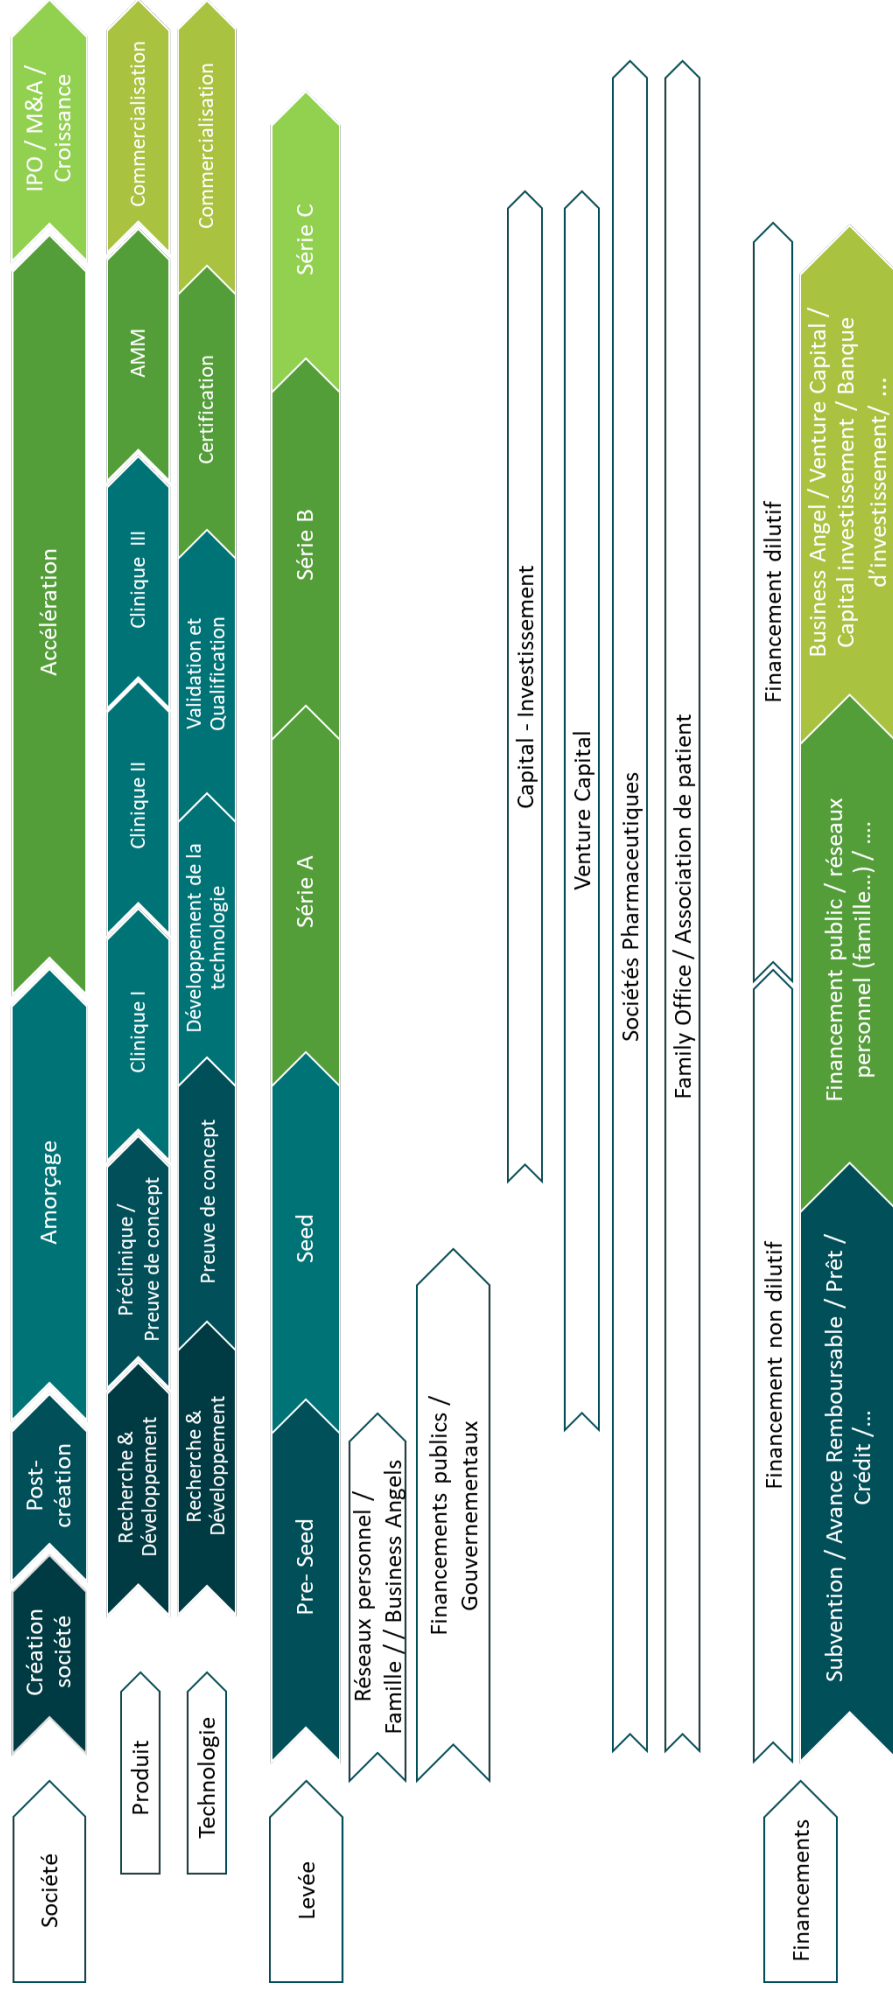 Société
Création
société
Post-
création
Amorçage
Accélération
IPO / M&A /
Croissance
Produit
Recherche &
Développement
Préclinique /
Preuve de concept
Clinique I
Clinique II
Clinique III
AMM
Commercialisation
Technologie
Recherche &
Développement
Preuve de concept
Développement de la
technologie
Validation et
Qualification
Certification
Commercialisation
Levée
Pre- Seed
Seed
Série A
Série B
Série C
Réseaux personnel /
Famille // Business Angels
Financements publics /
Gouvernementaux
Capital - Investissement
Venture Capital
Sociétés Pharmaceutiques
Family Office / Association de patient
Financements
Financement non dilutif
Financement dilutif
Subvention / Avance Remboursable / Prêt /
Crédit /...
Financement public / réseaux
personnel (famille...) / ....
Business Angel / Venture Capital /
Capital investissement / Banque
d'investissement/ ...